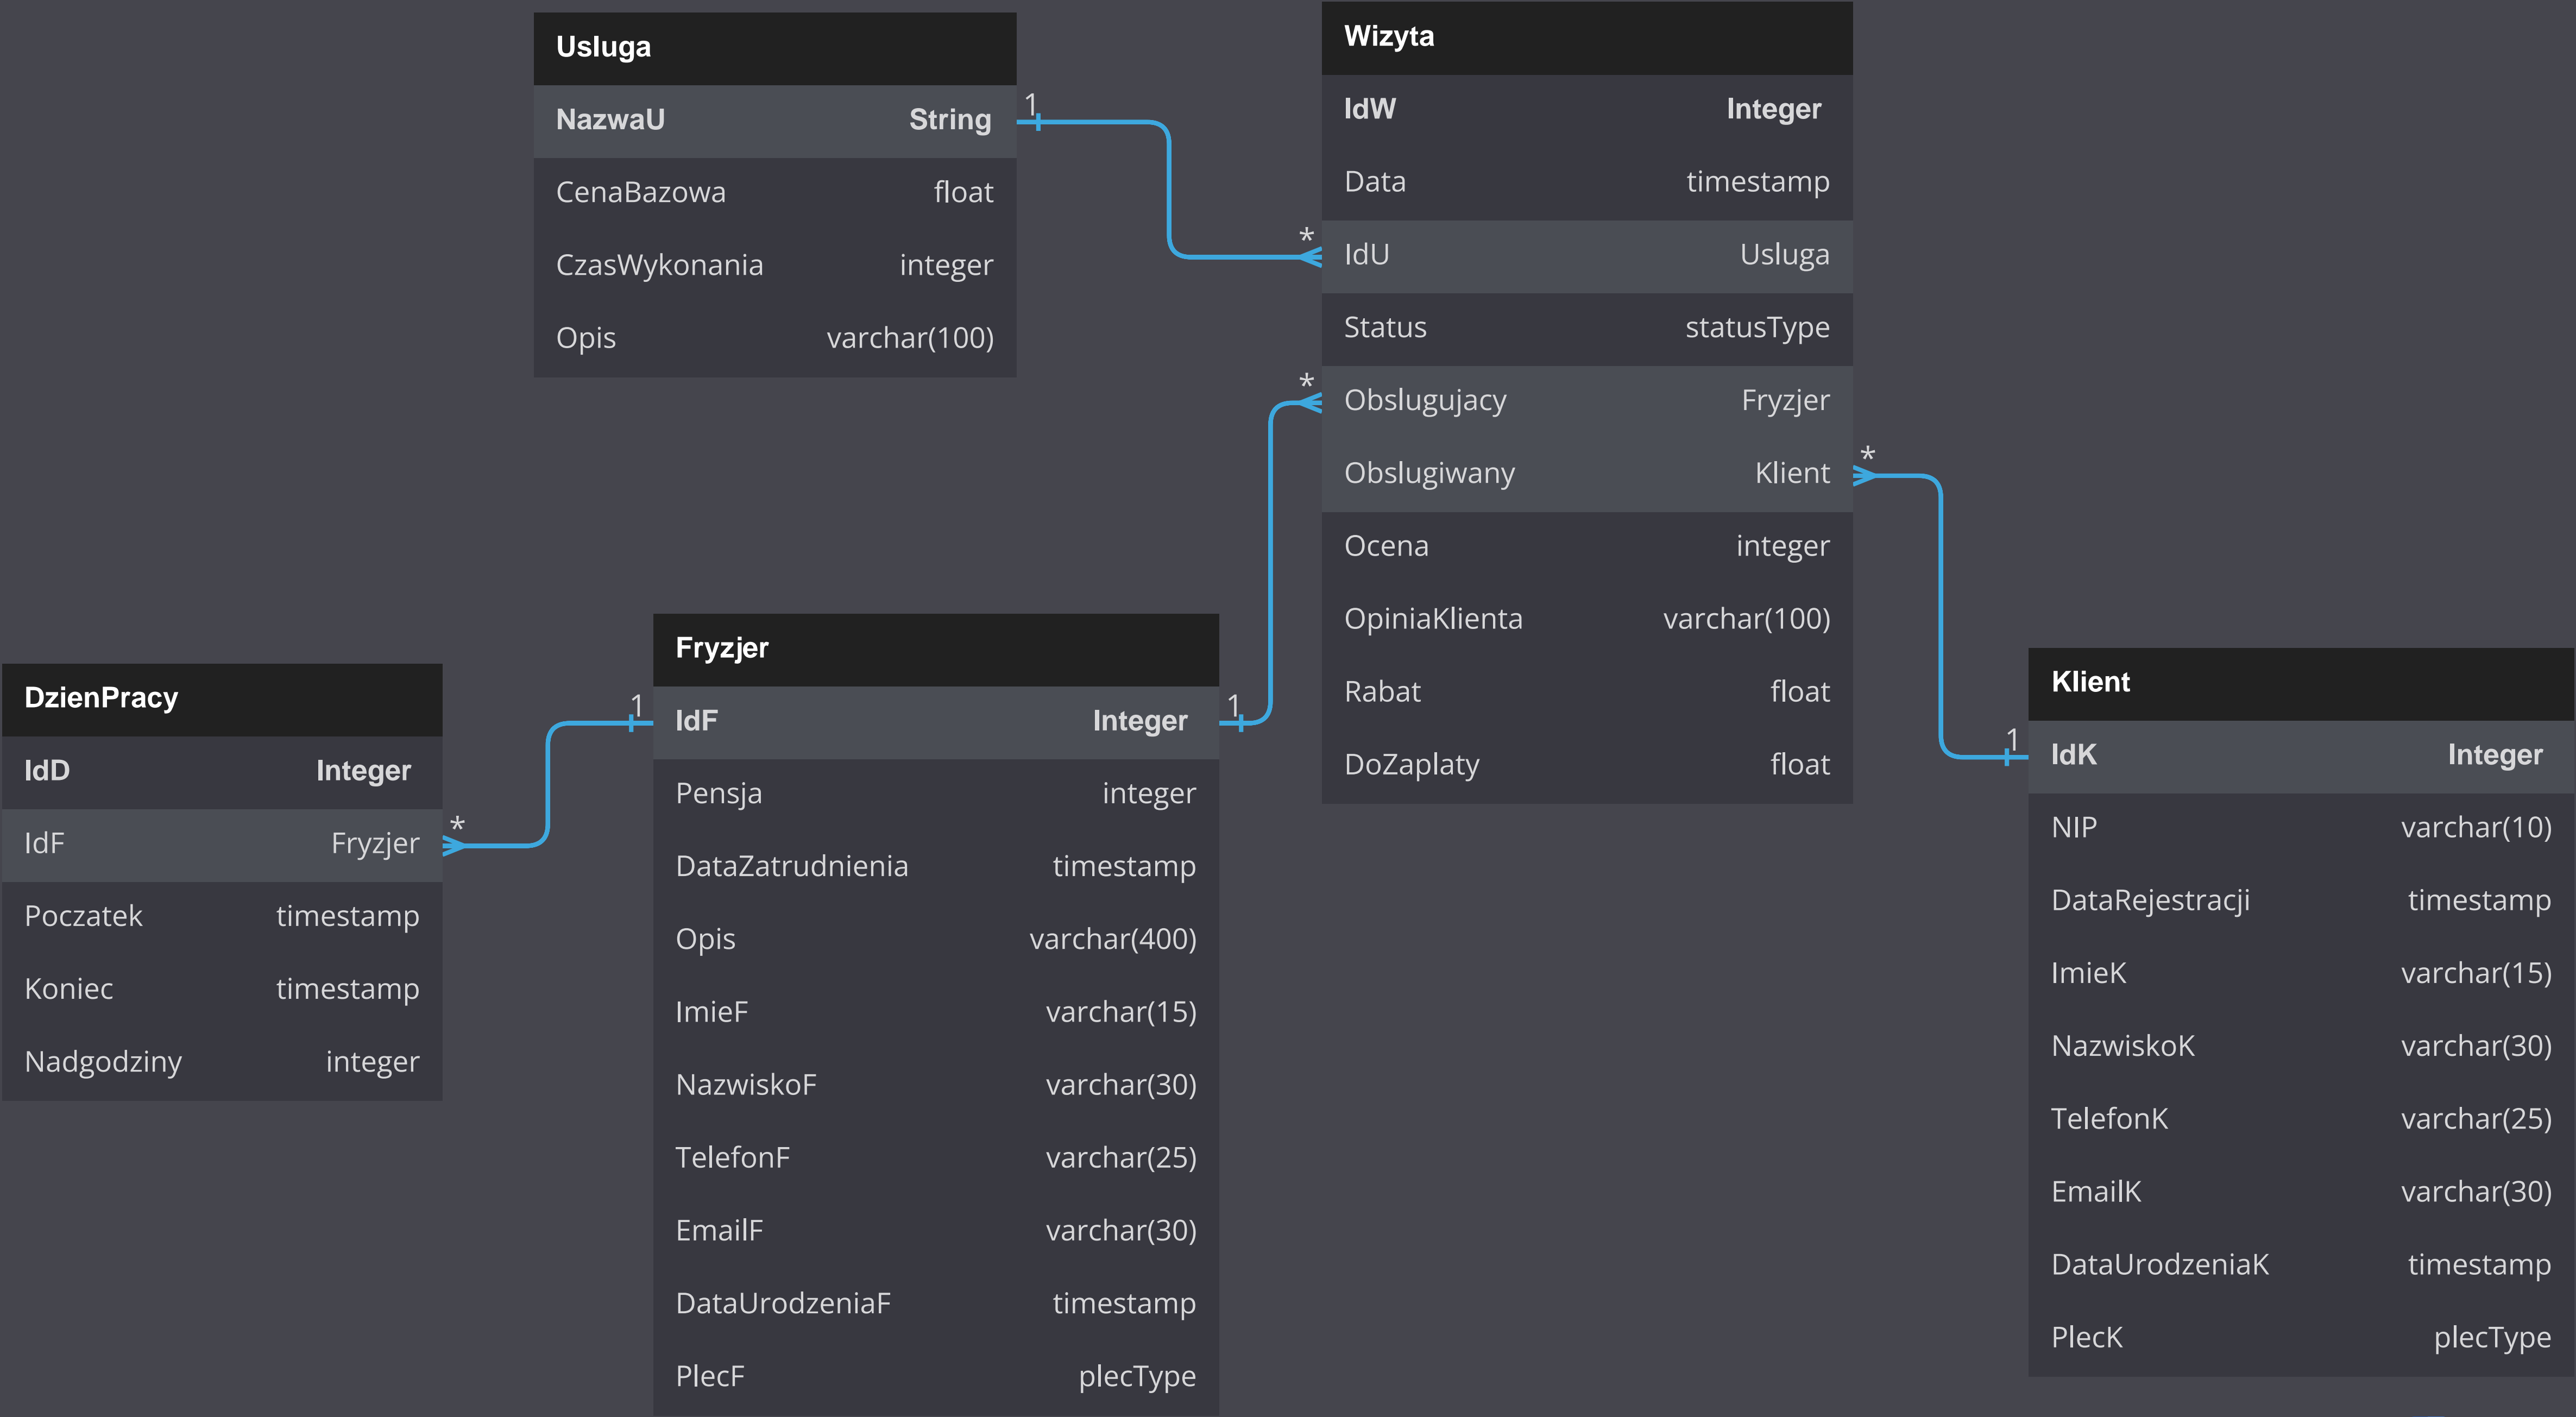 Usluga
NazwaU String
CenaBazowa float
CzasWykonania integer
Opis varchar(100)
1
*
Wizyta
IdW Integer
Data timestamp
IdU Usluga
Status statusType
Obslugujacy Fryzjer
Obslugiwany Klient
Ocena integer
OpiniaKlienta varchar(100)
Rabat float
DoZaplaty float
*
*
DzienPracy
IdD Integer
IdF Fryzjer
Poczatek timestamp
Koniec timestamp
Nadgodziny integer
*
1
Fryzjer
IdF Integer
Pensja integer
DataZatrudnienia timestamp
Opis varchar(400)
ImieF varchar(15)
NazwiskoF varchar(30)
TelefonF varchar(25)
EmailF varchar(30)
DataUrodzeniaF timestamp
PlecF plecType
1
1
Klient
IdK Integer
NIP varchar(10)
DataRejestracji timestamp
ImieK varchar(15)
NazwiskoK varchar(30)
TelefonK varchar(25)
EmailK varchar(30)
DataUrodzeniaK timestamp
PlecK plecType